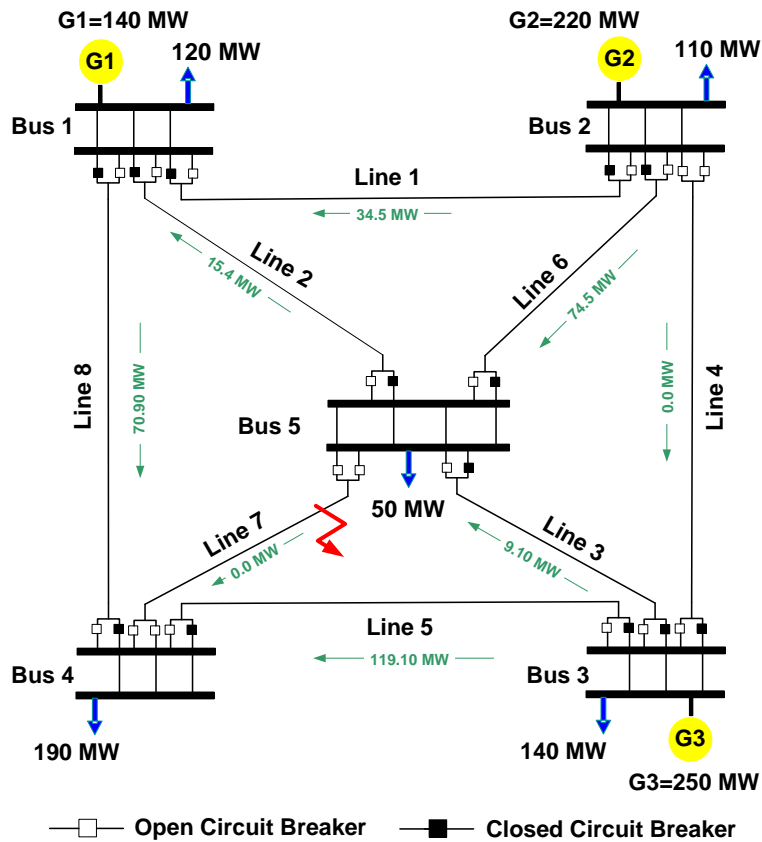 G1=140 MW
G2=220 MW
120 MW
110 MW
G1
G2
Bus 1
Bus 2
Line 1
34.5 MW
Line 2
15.4 MW
Line 6
74.5 MW
Line 8
70.90 MW
Line 4
0.0 MW
Bus 5
50 MW
Line 7
0.0 MW
Line 3
9.10 MW
Line 5
119.10 MW
Bus 4
Bus 3
190 MW
140 MW
G3
G3=250 MW
Open Circuit Breaker
Closed Circuit Breaker